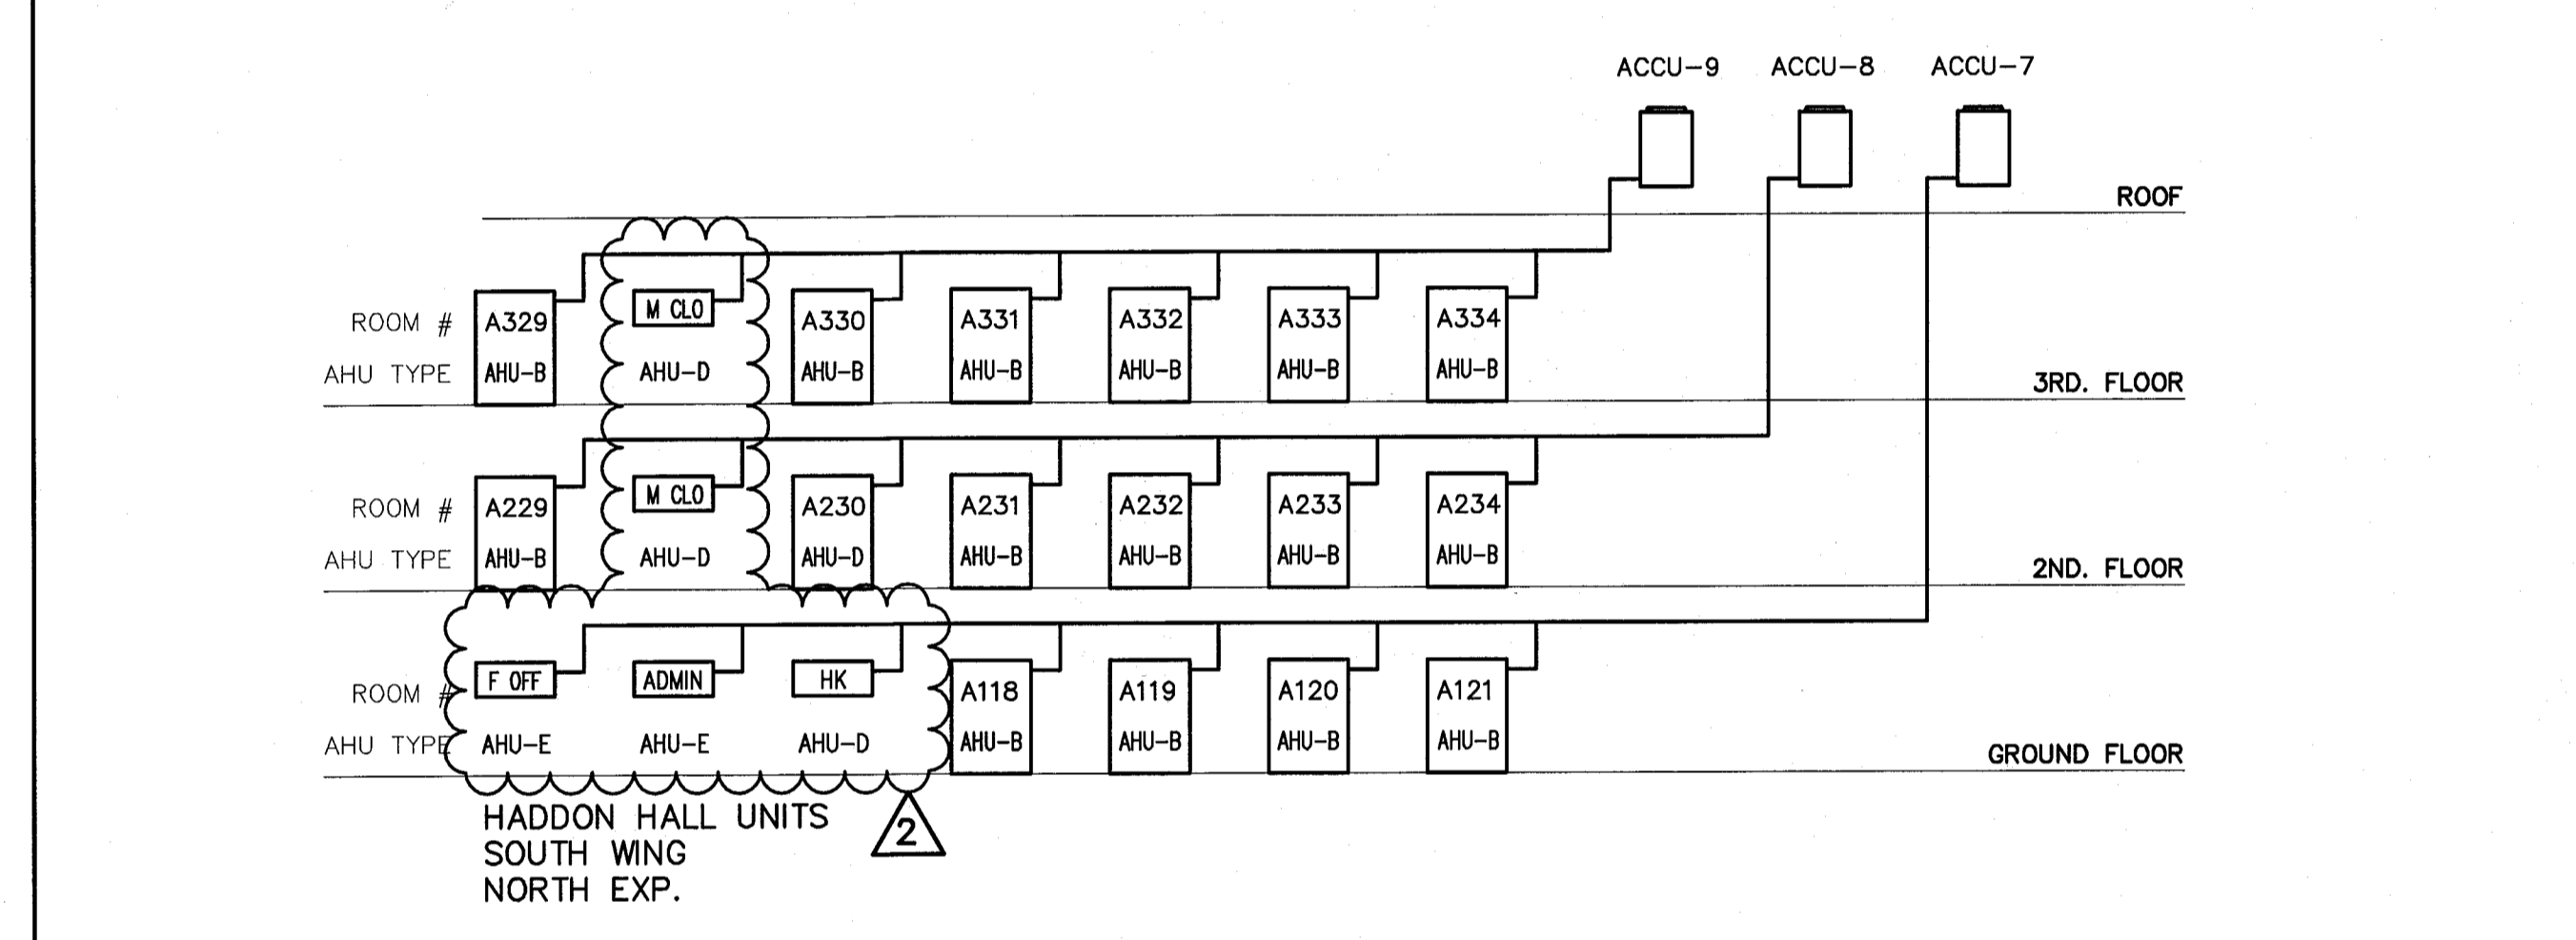 ACCU-9 ACCU-8 ACCU-7
ROOF
ROOM # A329 M CLO A330 A331 A332 A333 A334
AHU TYPE AHU-B AHU-D AHU-B AHU-B AHU-B AHU-B AHU-B
3RD. FLOOR
ROOM # A229 M CLO A230 A231 A232 A233 A234
AHU TYPE AHU-B AHU-D AHU-D AHU-B AHU-B AHU-B AHU-B
2ND. FLOOR
ROOM # F OFF ADMIN HK A118 A119 A120 A121
AHU TYPE AHU-E AHU-E AHU-D AHU-B AHU-B AHU-B AHU-B
GROUND FLOOR
HADDON HALL UNITS
2
SOUTH WING
NORTH EXP.